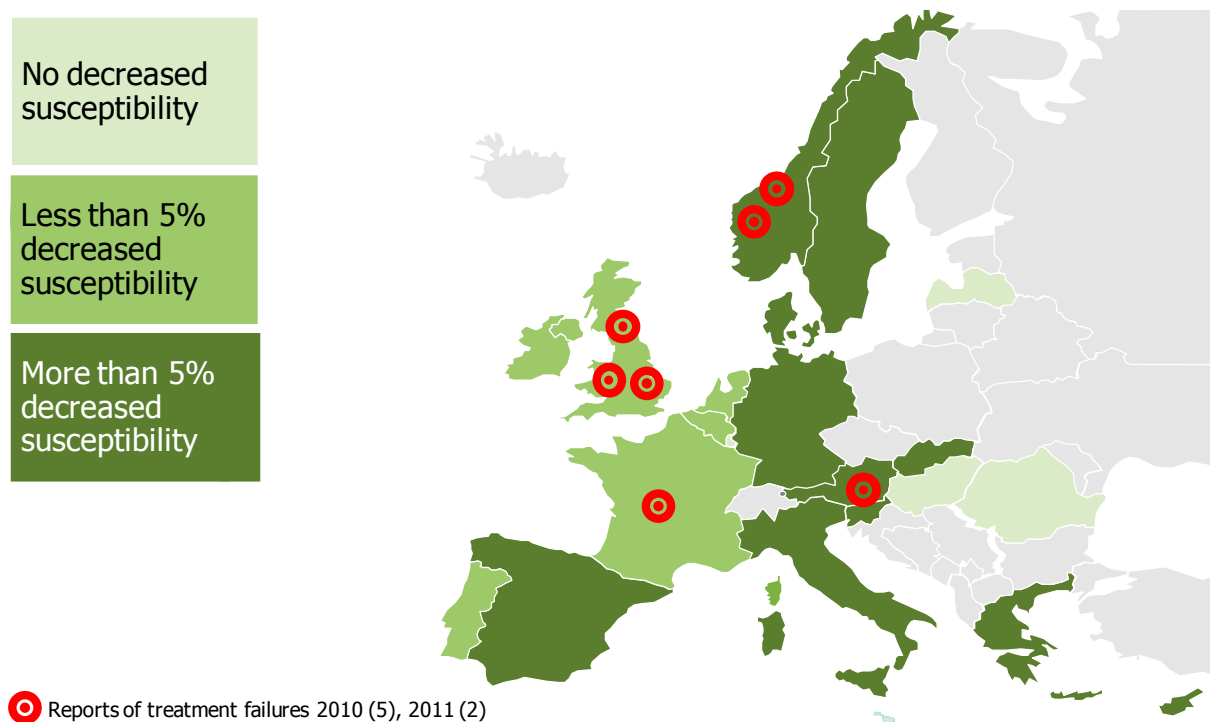 No decreased
susceptibility
Less than 5%
decreased
susceptibility
More than 5%
decreased
susceptibility
Reports of treatment failures 2010 (5), 2011 (2)